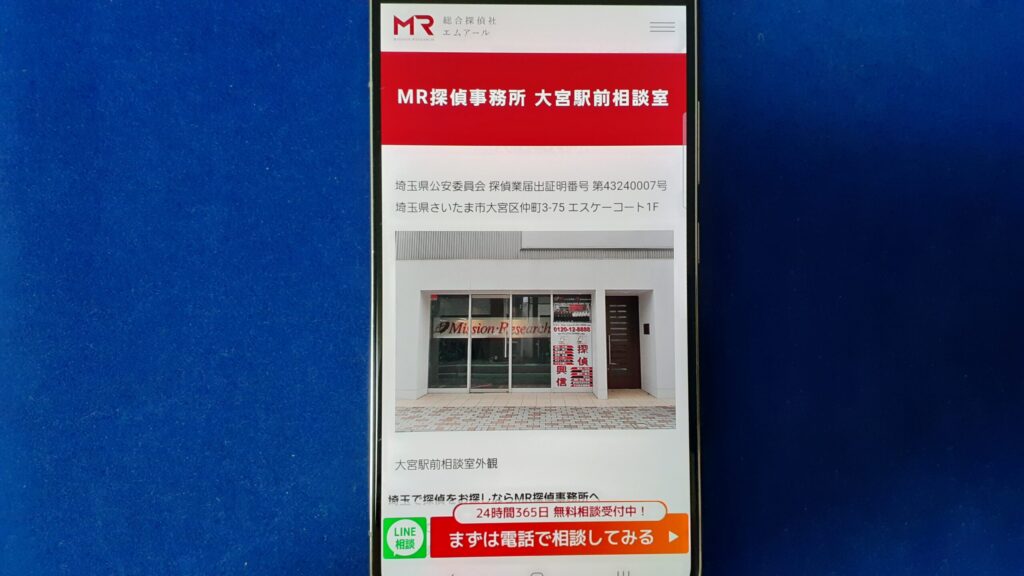 MR 総合探偵社
エムアール
MR探偵事務所 大宮駅前相談室
埼玉県公安委員会 探偵業届出証明番号 第43240007号
埼玉県さいたま市大宮区仲町3-75 エスケーコート1F
Mission・Research
0120-12-8888
探偵
興信
大宮駅前相談室外観
埼玉で探偵をお探しならMR探偵事務所へ
24時間365日 無料相談受付中！
LINE
相談
まずは電話で相談してみる